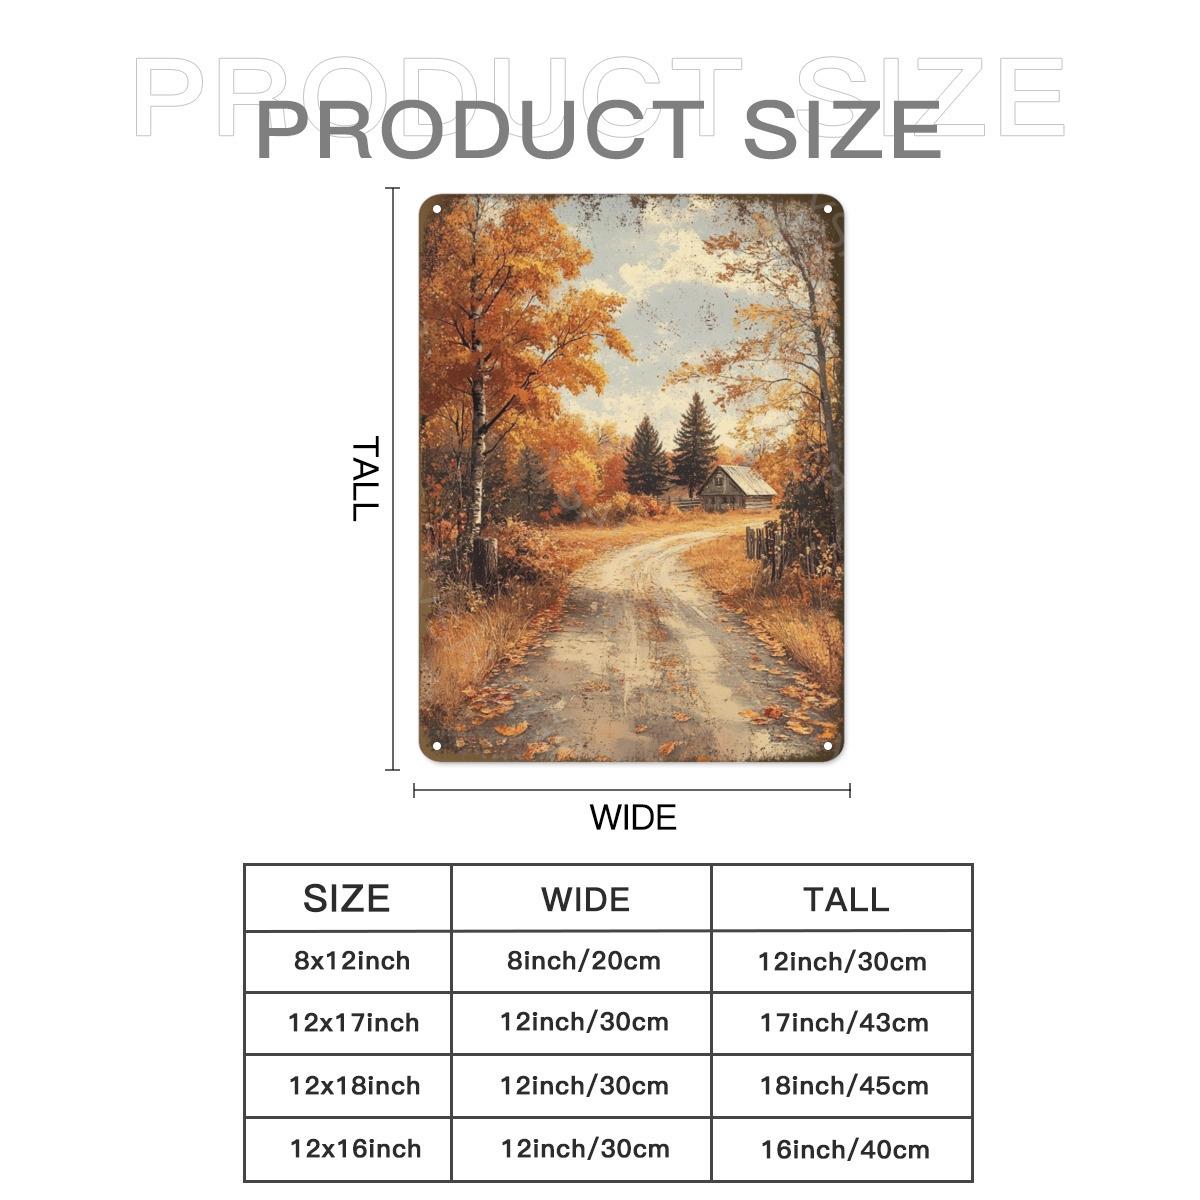 PRODUCT SIZE
PRODUCT SIZE
TALL
WIDE
SIZE WIDE TALL
8x12inch 8inch/20cm 12inch/30cm
12x17inch 12inch/30cm 17inch/43cm
12x18inch 12inch/30cm 18inch/45cm
12x16inch 12inch/30cm 16inch/40cm